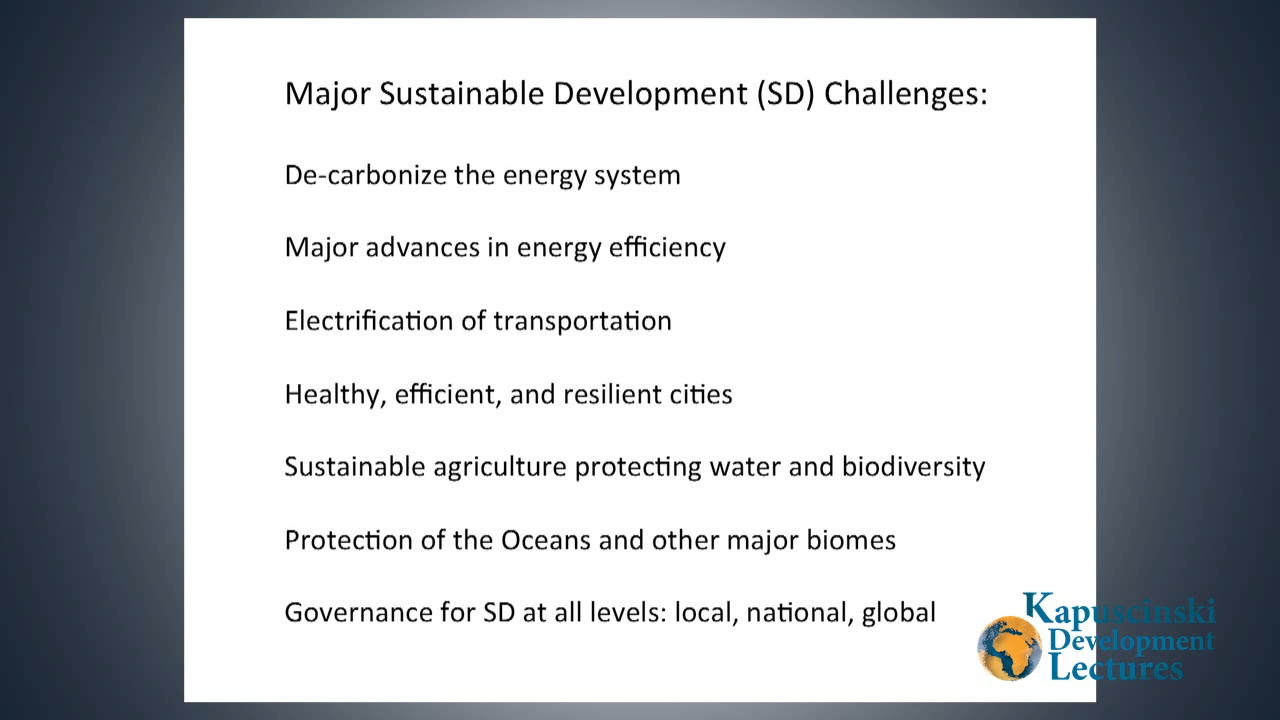 Major Sustainable Development (SD) Challenges:
De-carbonize the energy system
Major advances in energy efficiency
Electrification of transportation
Healthy, efficient, and resilient cities
Sustainable agriculture protecting water and biodiversity
Protection of the Oceans and other major biomes
Governance for SD at all levels: local, national, global
Kapuscinski
Development
Lectures